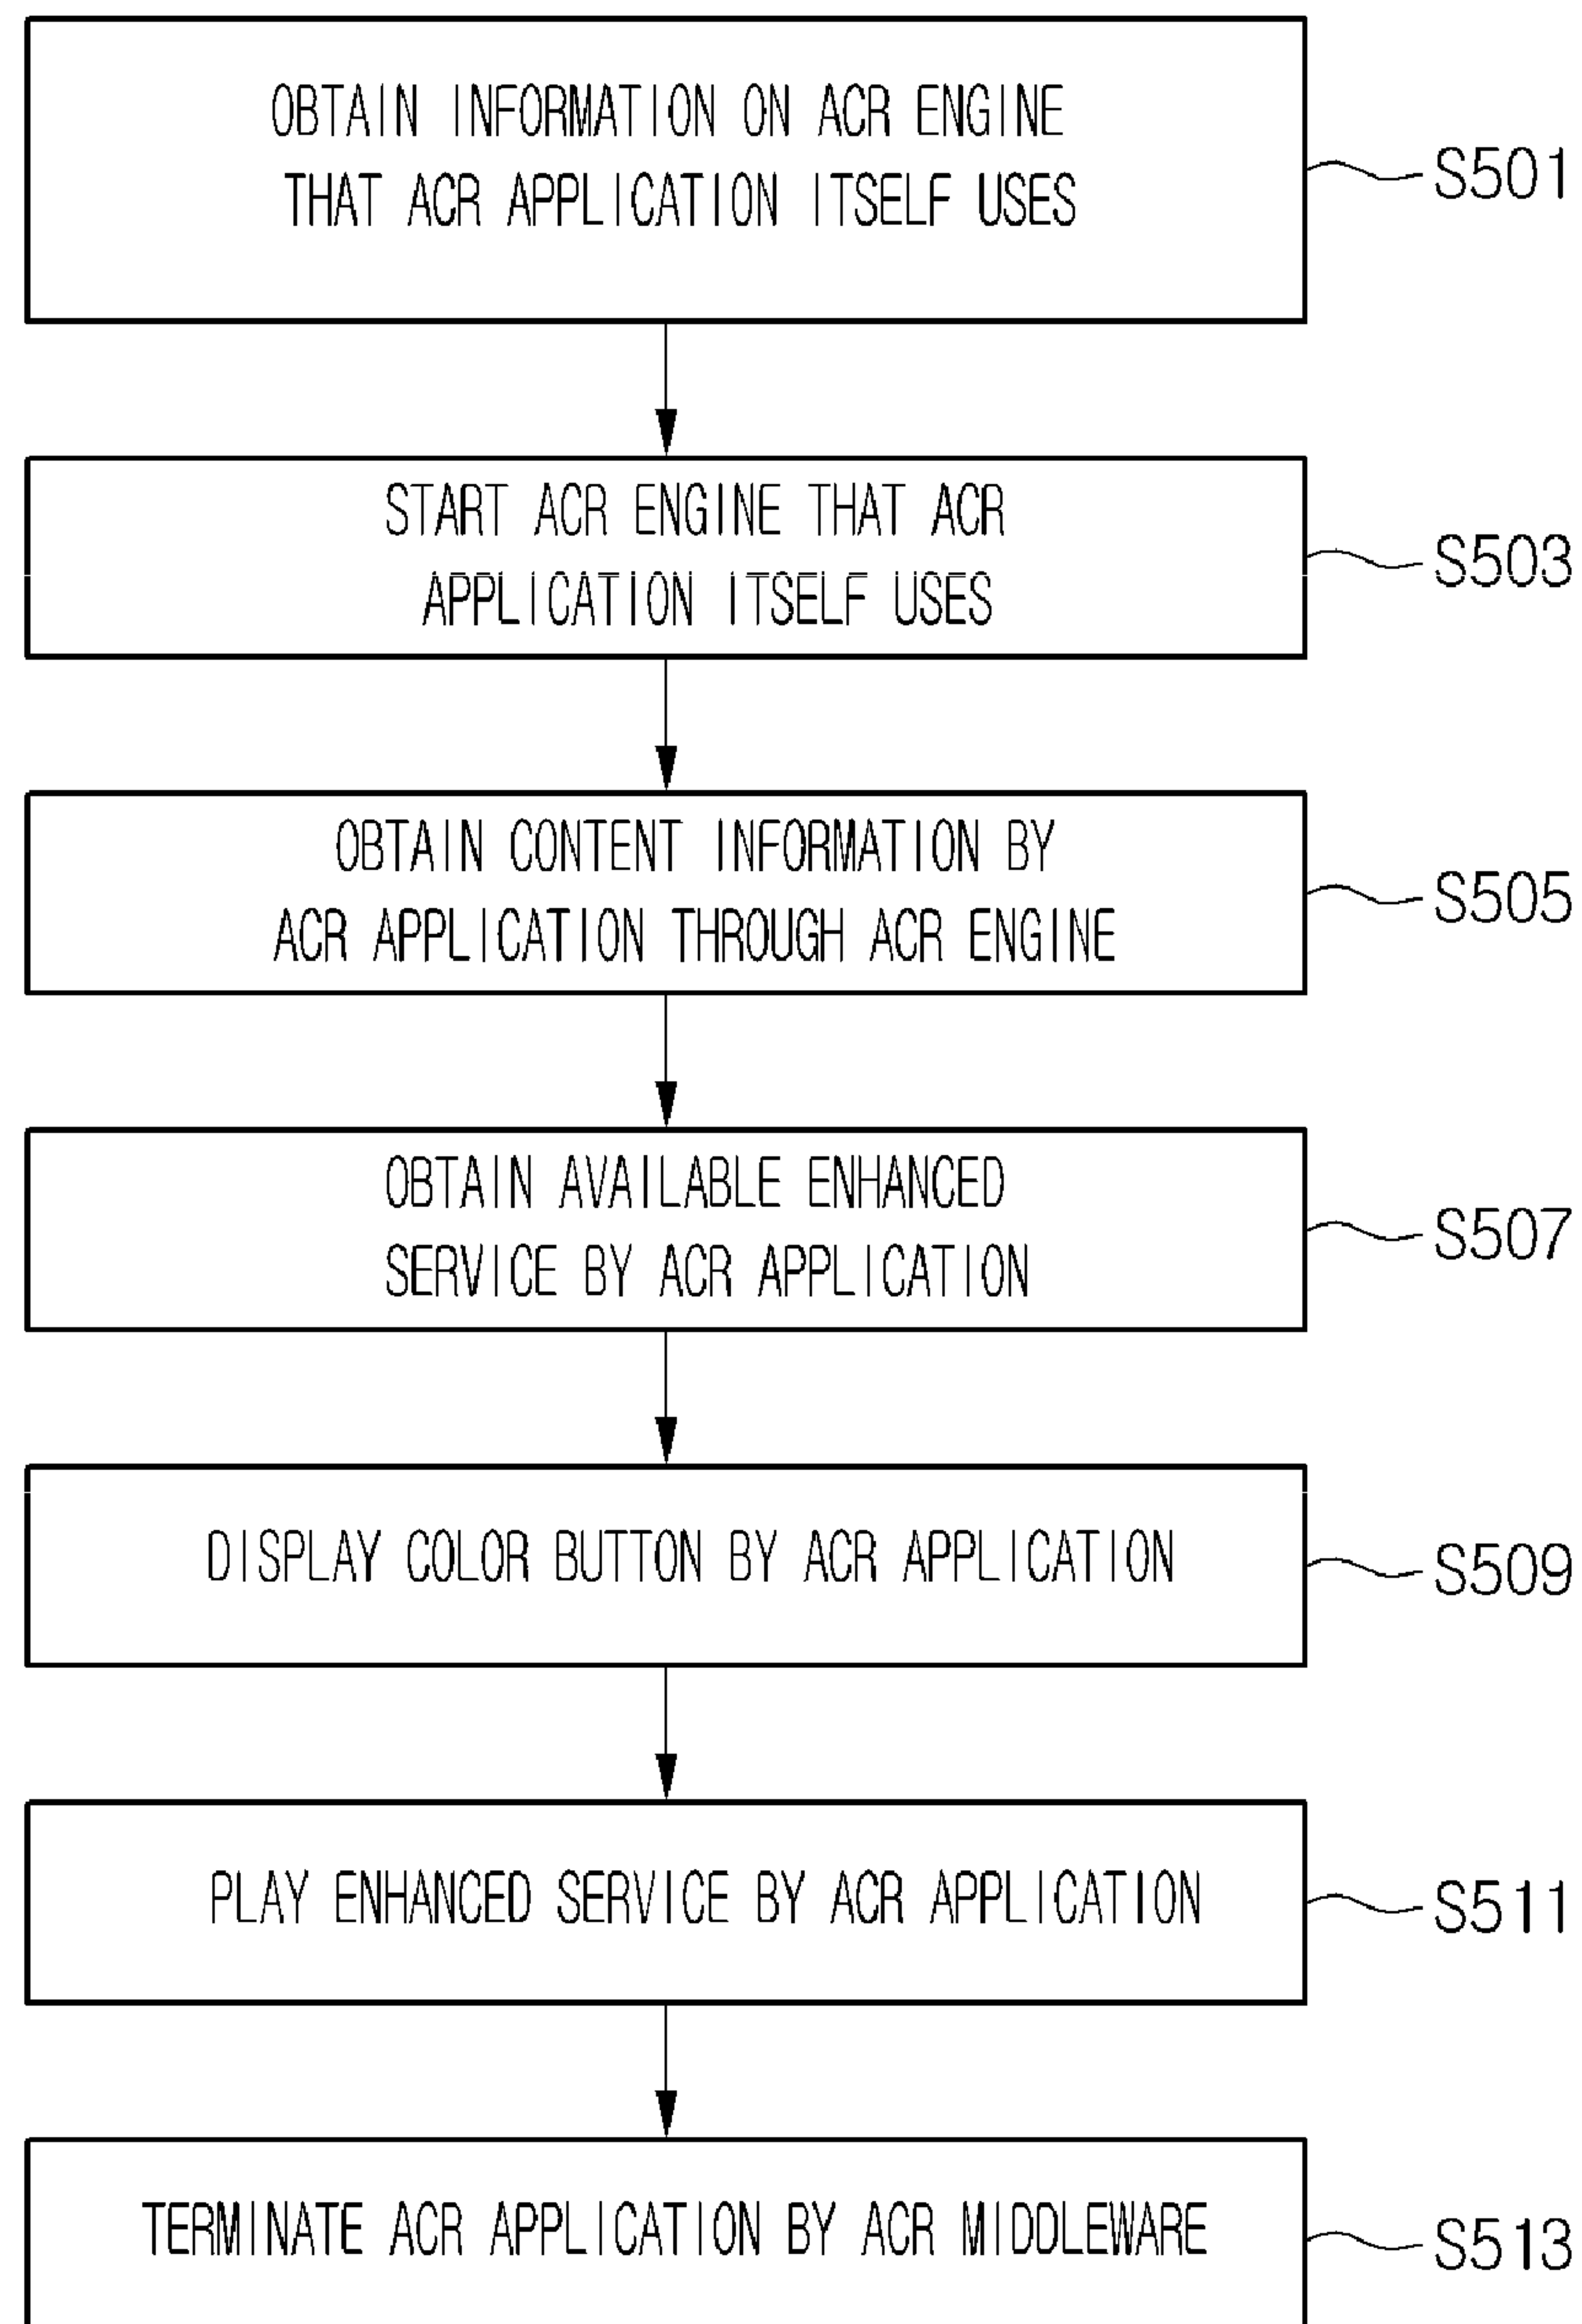 OBTAIN INFORMATION ON ACR ENGINE
THAT ACR APPLICATION ITSELF USES
S501
START ACR ENGINE THAT ACR
APPLICATION ITSELF USES
S503
OBTAIN CONTENT INFORMATION BY
ACR APPLICATION THROUGH ACR ENGINE
S505
OBTAIN AVAILABLE ENHANCED
SERVICE BY ACR APPLICATION
S507
DISPLAY COLOR BUTTON BY ACR APPLICATION
S509
PLAY ENHANCED SERVICE BY ACR APPLICATION
S511
TERMINATE ACR APPLICATION BY ACR MIDDLEWARE
S513